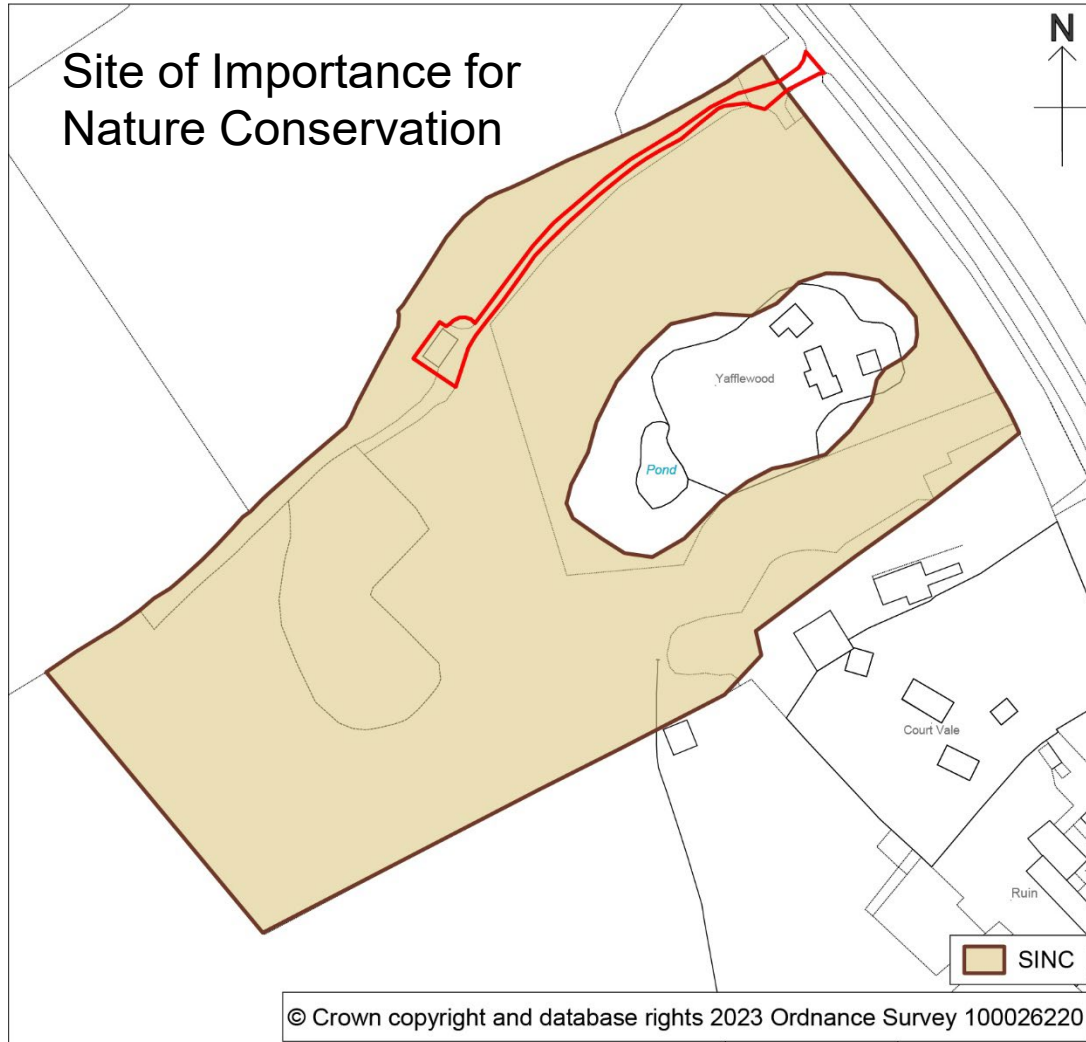 Site of Importance for
Nature Conservation
N
Yafflewood
Pond
Court Vale
Ruin
SINC
© Crown copyright and database rights 2023 Ordnance Survey 100026220